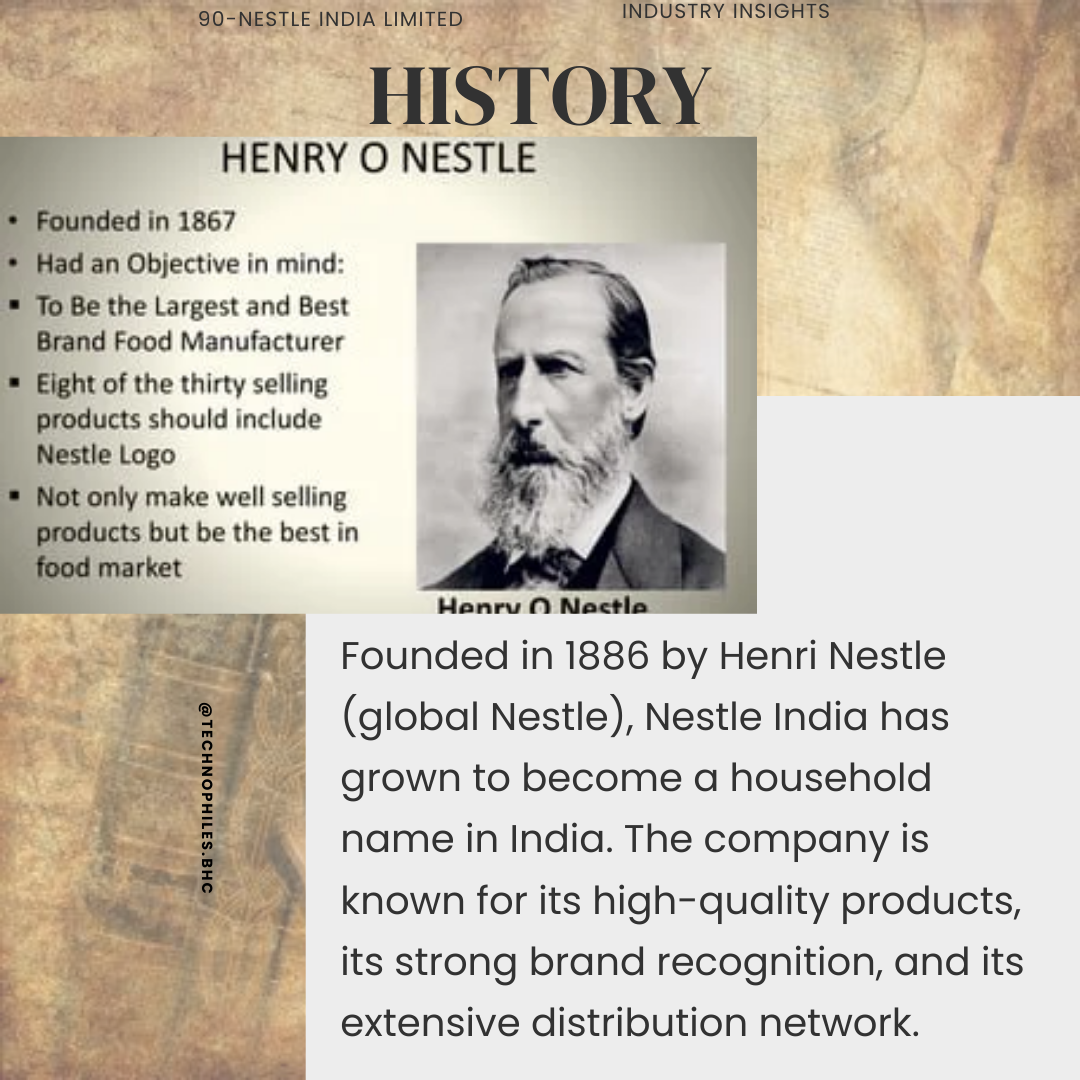 90-NESTLE INDIA LIMITED
INDUSTRY INSIGHTS
HISTORY
HENRY O NESTLE
• Founded in 1867
• Had an Objective in mind:
▪ To Be the Largest and Best
Brand Food Manufacturer
▪ Eight of the thirty selling
products should include
Nestle Logo
▪ Not only make well selling
products but be the best in
food market
Henry O Nestle
@TECHNOPHILES.BHC
Founded in 1886 by Henri Nestle
(global Nestle), Nestle India has
grown to become a household
name in India. The company is
known for its high-quality products,
its strong brand recognition, and its
extensive distribution network.